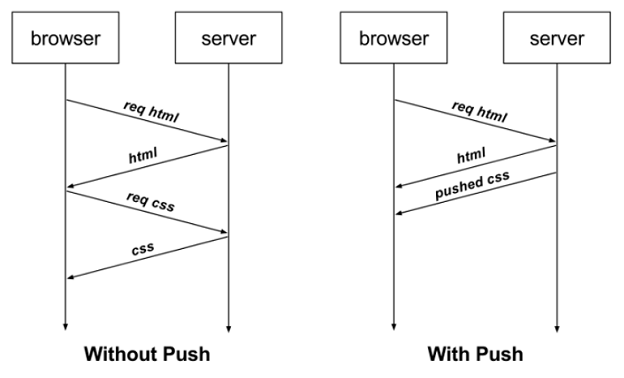 browser
server
req html
html
req css
css
Without Push
browser
server
req html
html
pushed css
With Push